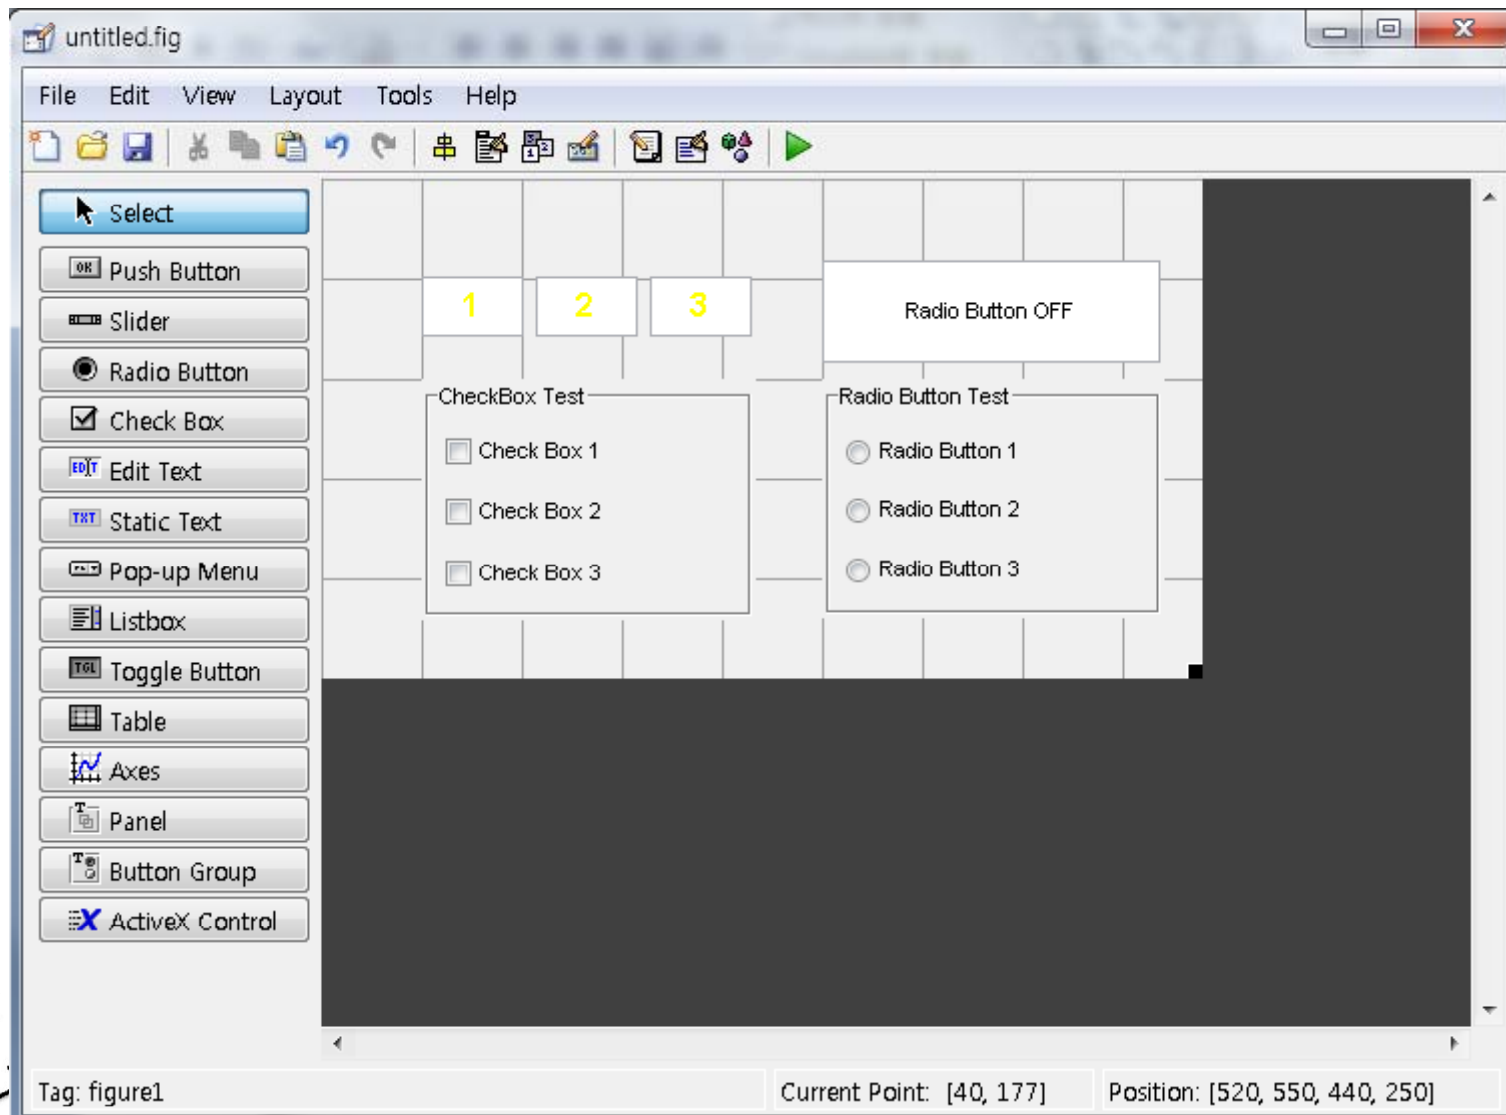 untitled.fig
File Edit View Layout Tools Help
Select
Push Button
Slider
Radio Button
Check Box
Edit Text
Static Text
Pop-up Menu
Listbox
Toggle Button
Table
Axes
Panel
Button Group
ActiveX Control
1 2 3
Radio Button OFF
CheckBox Test
Check Box 1
Check Box 2
Check Box 3
Radio Button Test
Radio Button 1
Radio Button 2
Radio Button 3
Tag: figure1 Current Point: [40, 177] Position: [520, 550, 440, 250]